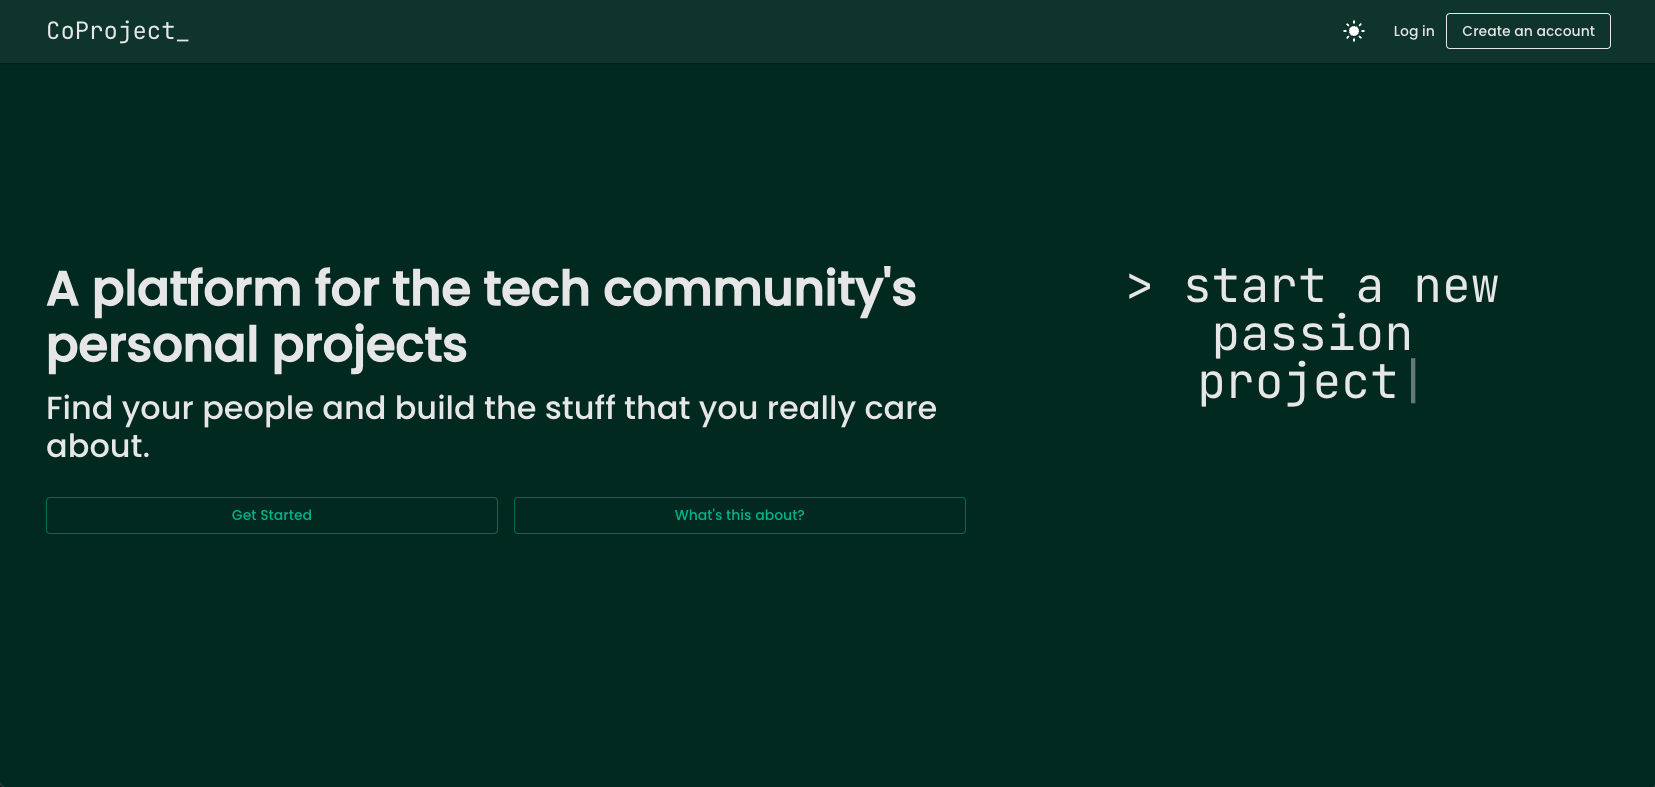 CoProject_
Log in
Create an account
A platform for the tech community's
personal projects
Find your people and build the stuff that you really care
about.
Get Started
What's this about?
> start a new
passion
project|